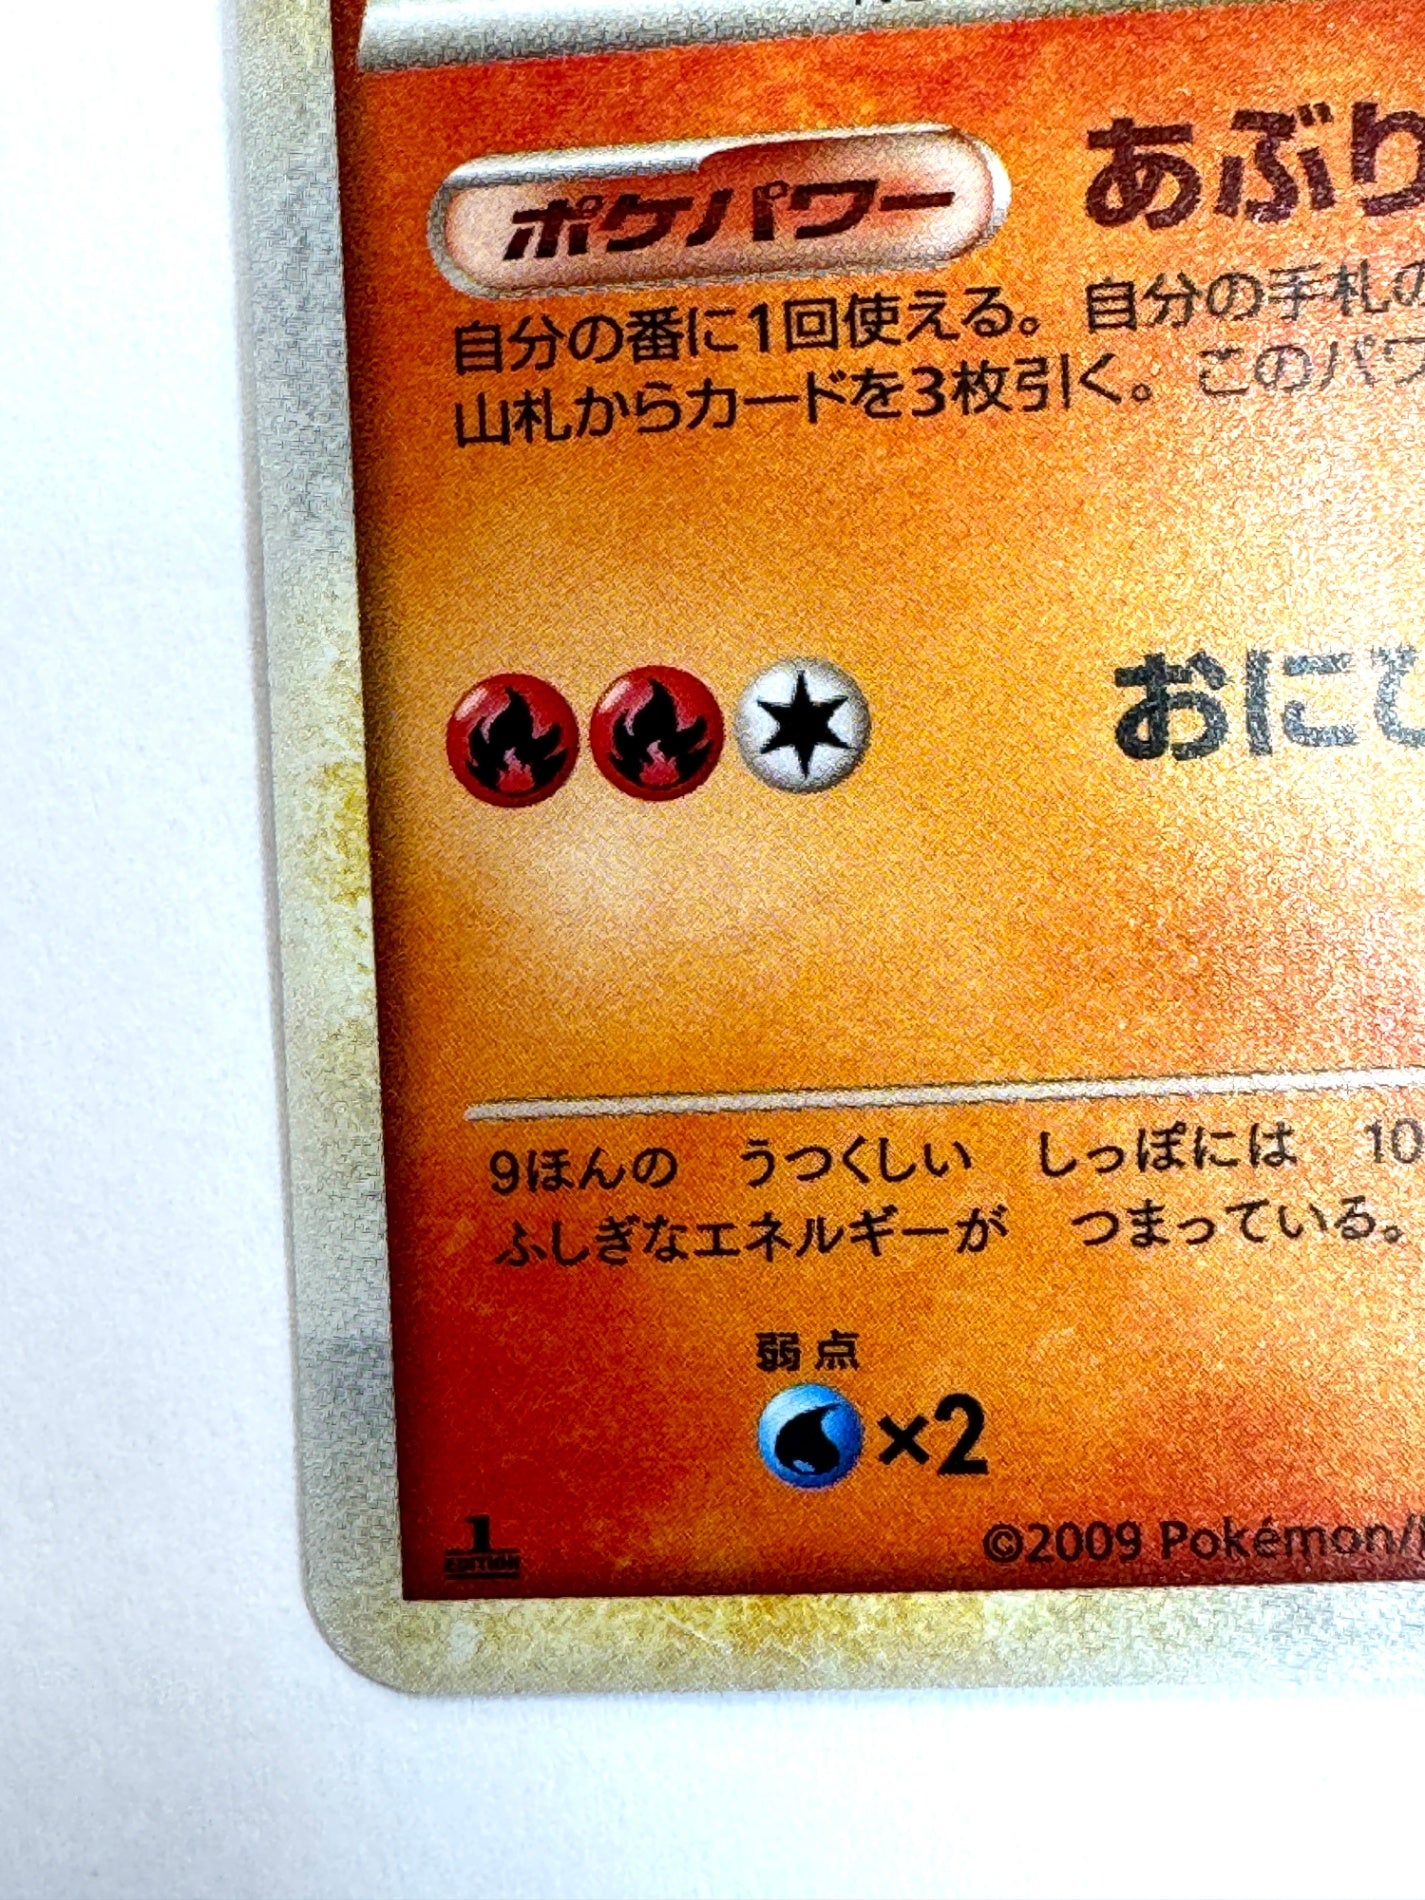 ポケパワー あぶり
自分の番に1回使える。自分の手札の
山札からカードを3枚引く。このパワ
おにび
9ほんの うつくしい しっぽには 10
ふしぎなエネルギーが つまっている。
弱点
×2
1
EDITION
©2009 Pokémon/